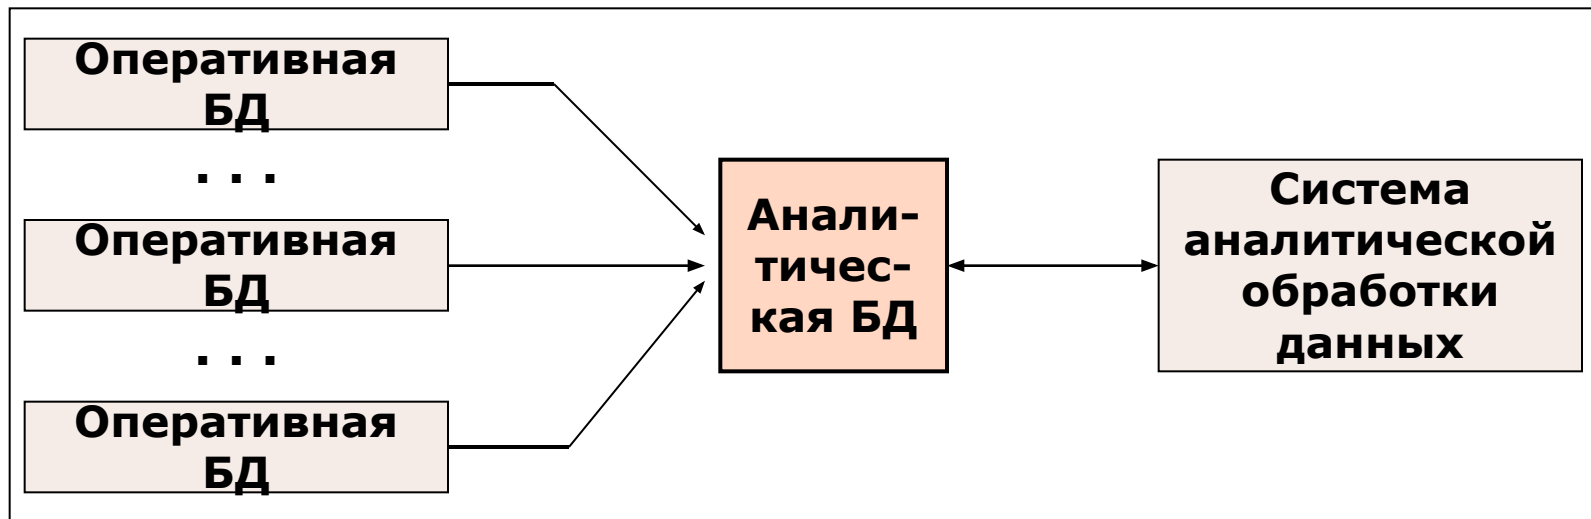 Оперативная
БД
. . .
Оперативная
БД
. . .
Оперативная
БД
Анали-
тичес-
кая БД
Система
аналитической
обработки
данных